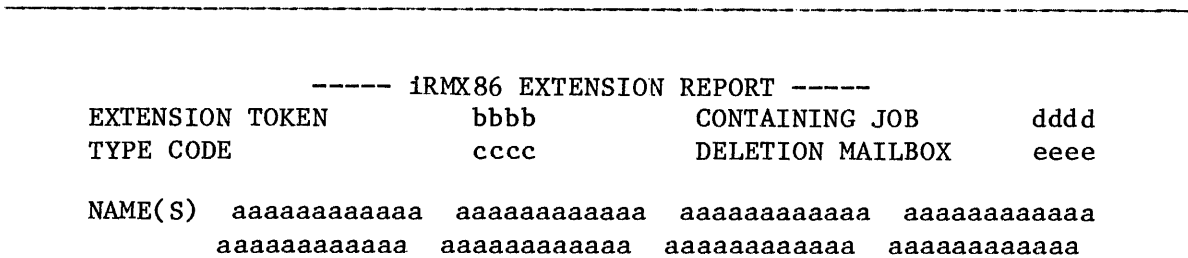 ----- iRMX86 EXTENSION REPORT -----
EXTENSION TOKEN bbbb CONTAINING JOB dddd
TYPE CODE cccc DELETION MAILBOX eeee
NAME(S) aaaaaaaaaaaa aaaaaaaaaaaa aaaaaaaaaaaa aaaaaaaaaaaa
aaaaaaaaaaaa aaaaaaaaaaaa aaaaaaaaaaaa aaaaaaaaaaaa